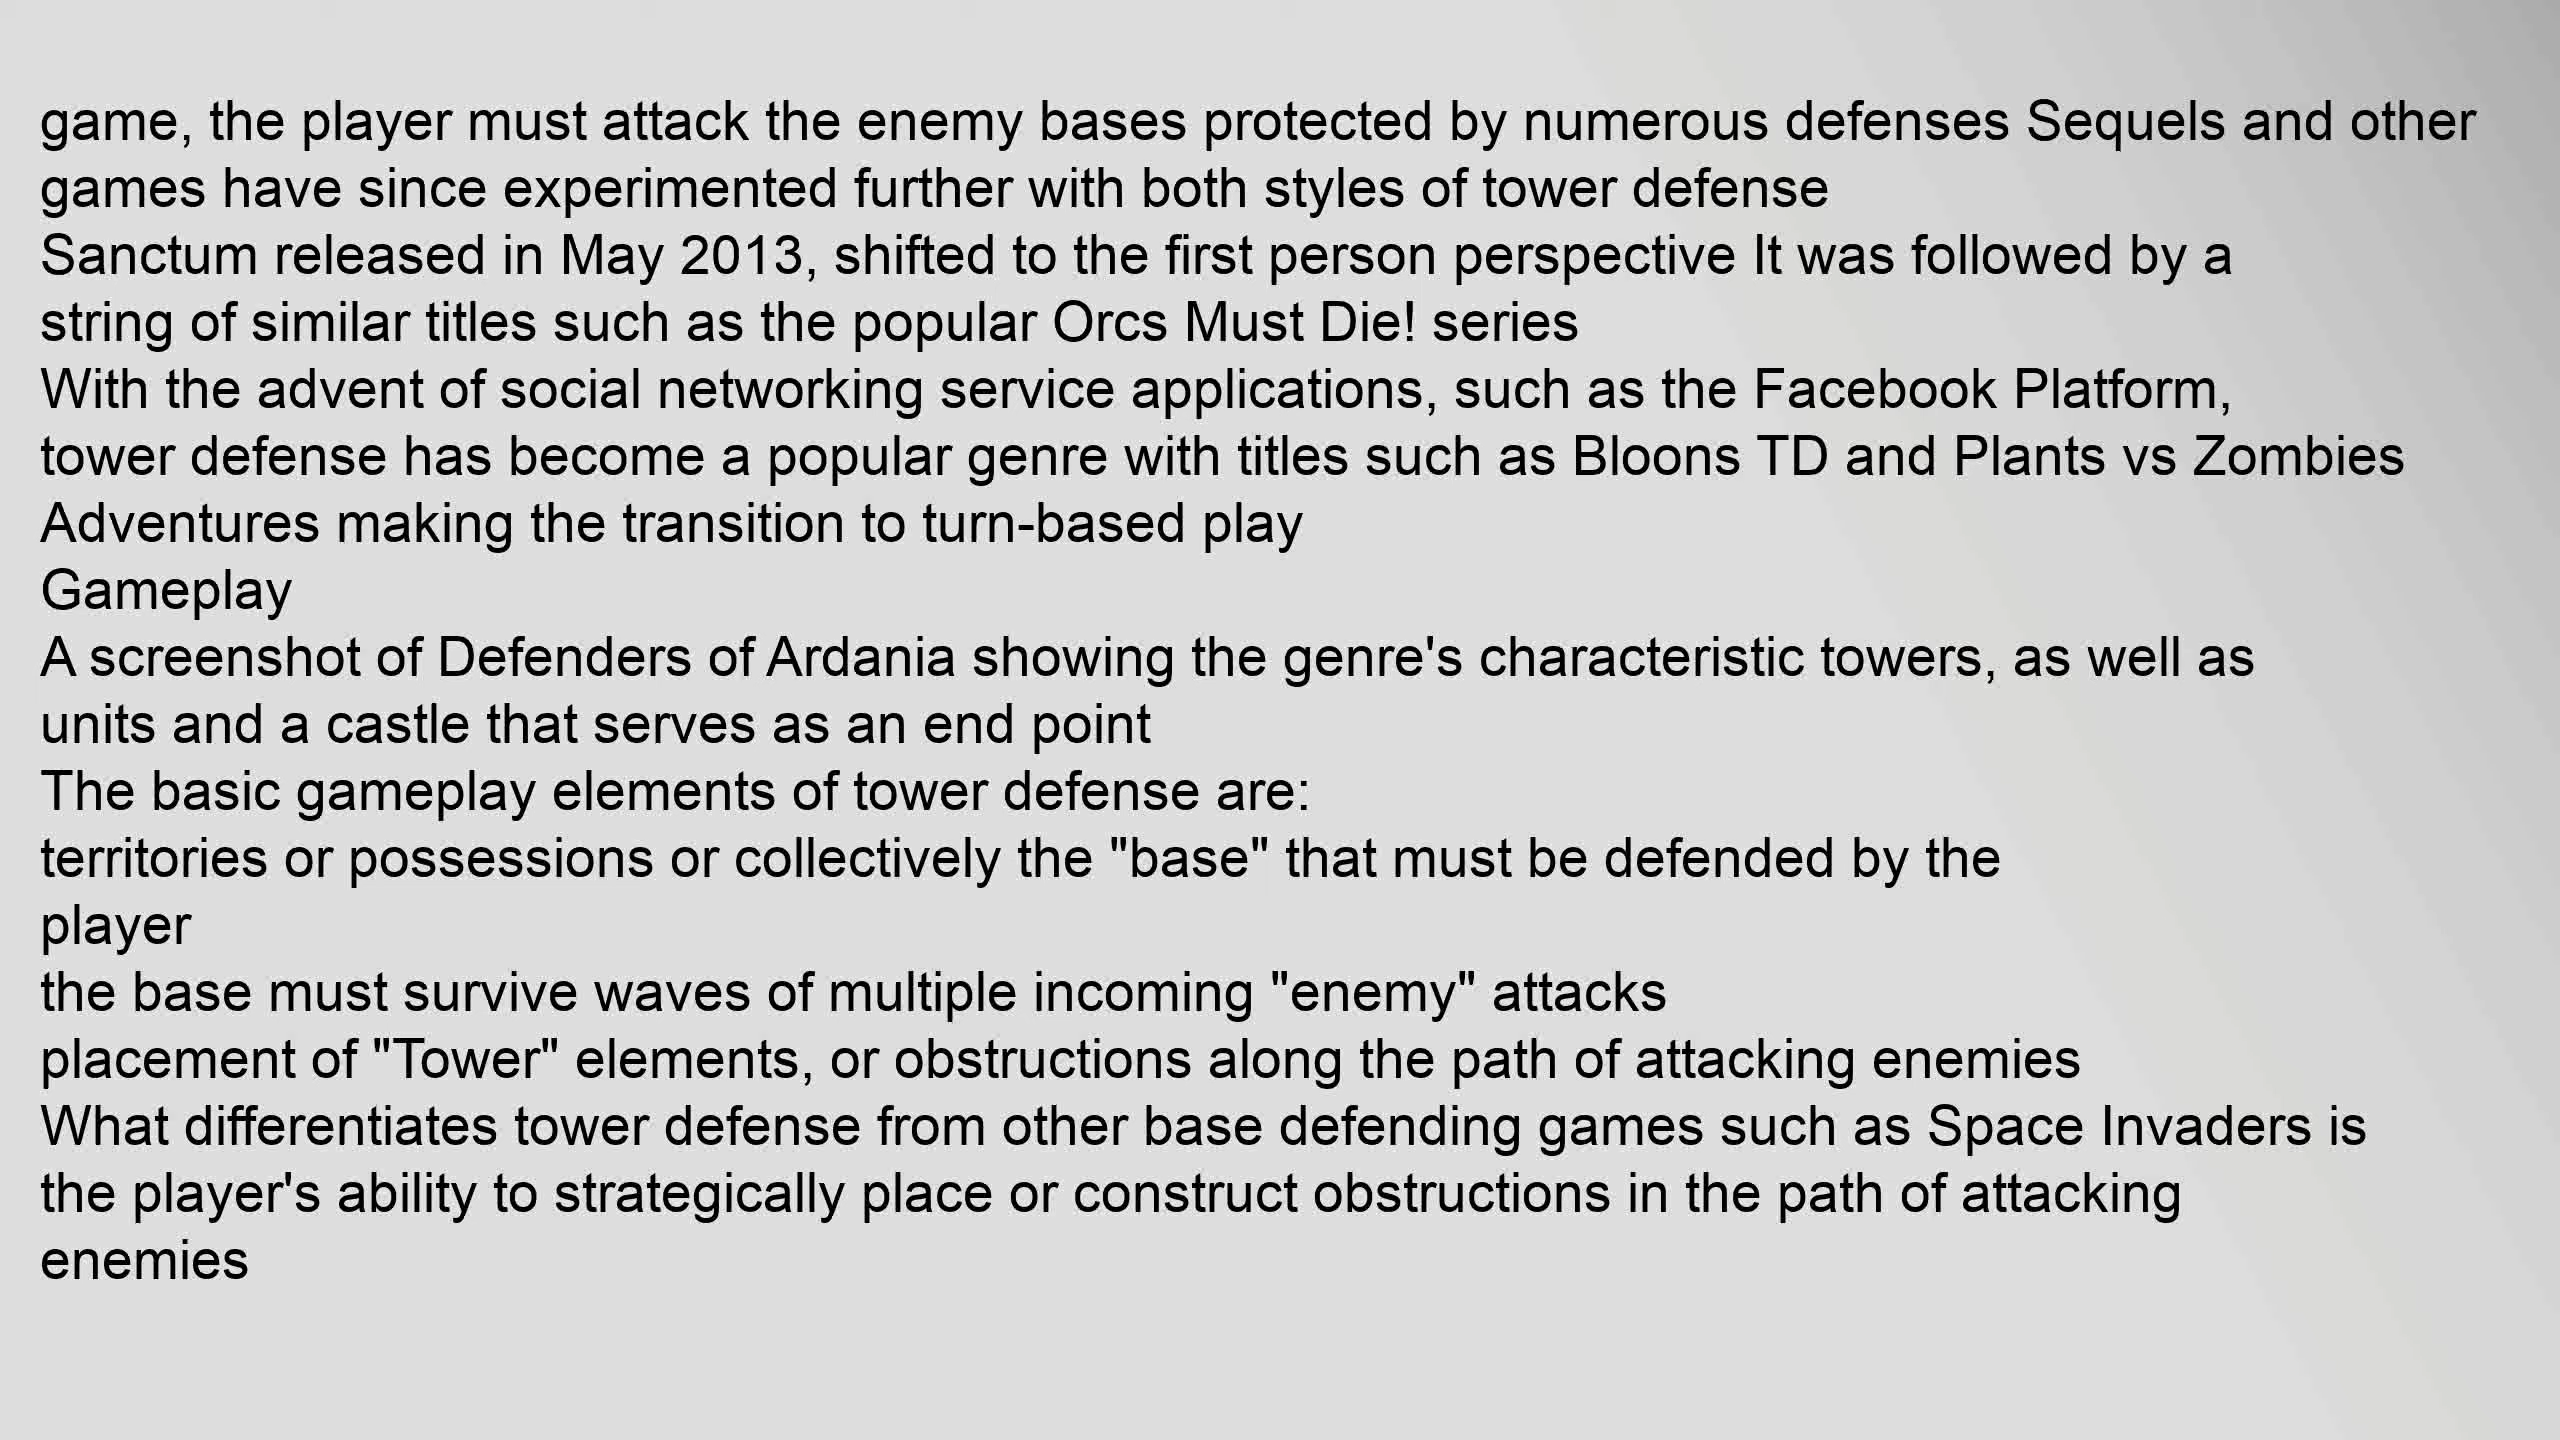 game, the player must attack the enemy bases protected by numerous defenses Sequels and other
games have since experimented further with both styles of tower defense
Sanctum released in May 2013, shifted to the first person perspective It was followed by a
string of similar titles such as the popular Orcs Must Die! series
With the advent of social networking service applications, such as the Facebook Platform,
tower defense has become a popular genre with titles such as Bloons TD and Plants vs Zombies
Adventures making the transition to turn-based play
Gameplay
A screenshot of Defenders of Ardania showing the genre's characteristic towers, as well as
units and a castle that serves as an end point
The basic gameplay elements of tower defense are:
territories or possessions or collectively the "base" that must be defended by the
player
the base must survive waves of multiple incoming "enemy" attacks
placement of "Tower" elements, or obstructions along the path of attacking enemies
What differentiates tower defense from other base defending games such as Space Invaders is
the player's ability to strategically place or construct obstructions in the path of attacking
enemies